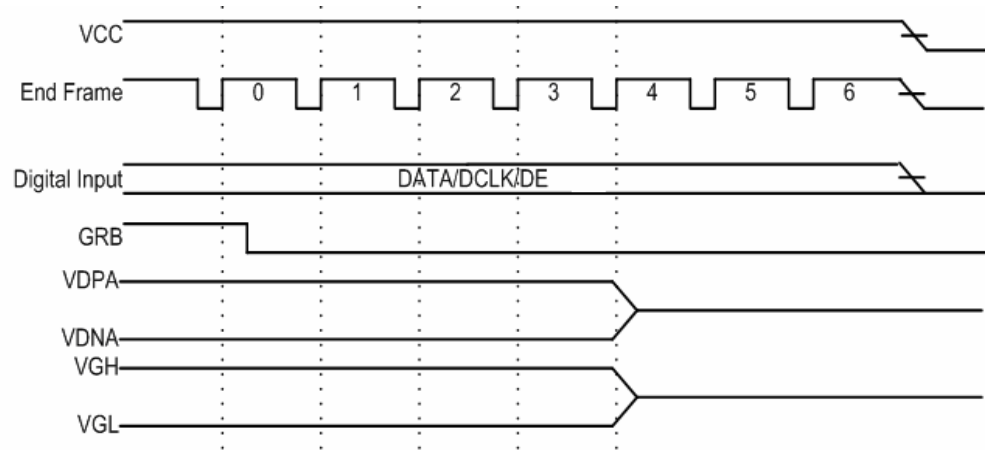 VCC
End Frame 0 1 2 3 4 5 6
Digital Input DATA/DCLK/DE
GRB
VDPA
VDNA
VGH
VGL